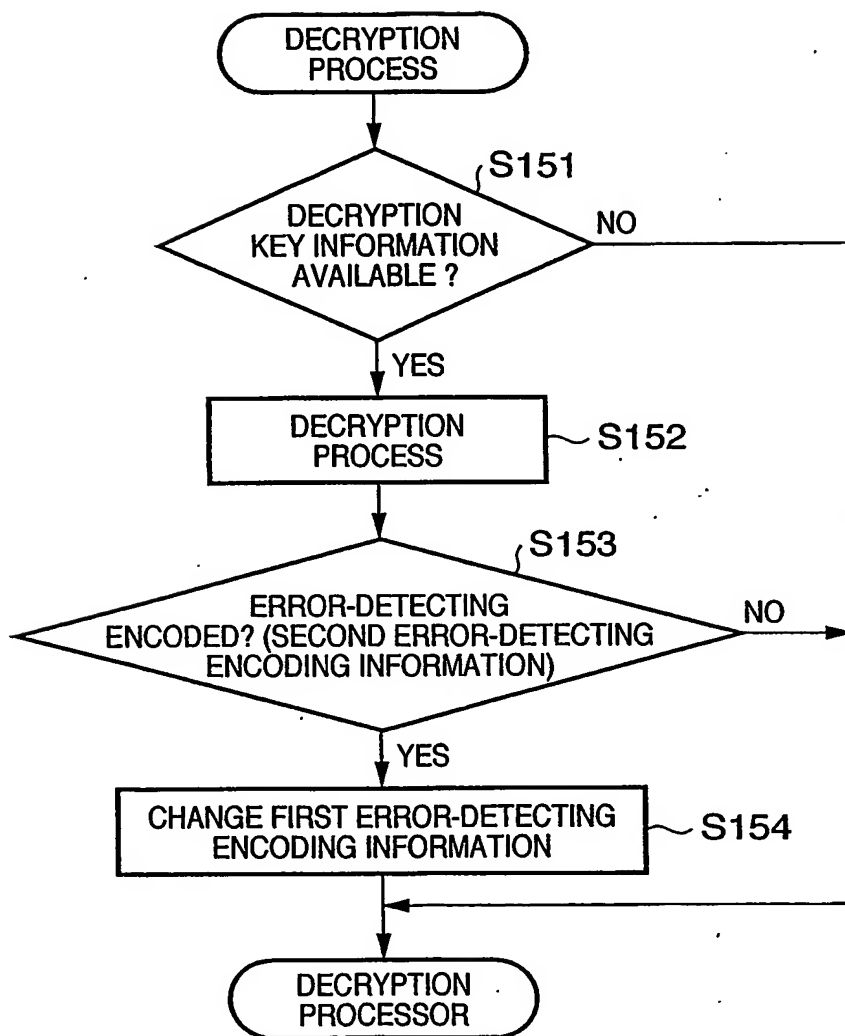 DECRYPTION
PROCESS
S151
DECRYPTION
KEY INFORMATION
AVAILABLE ?
NO
YES
DECRYPTION
PROCESS
S152
S153
ERROR-DETECTING
ENCODED? (SECOND ERROR-DETECTING
ENCODING INFORMATION)
NO
YES
CHANGE FIRST ERROR-DETECTING
ENCODING INFORMATION
S154
DECRYPTION
PROCESSOR